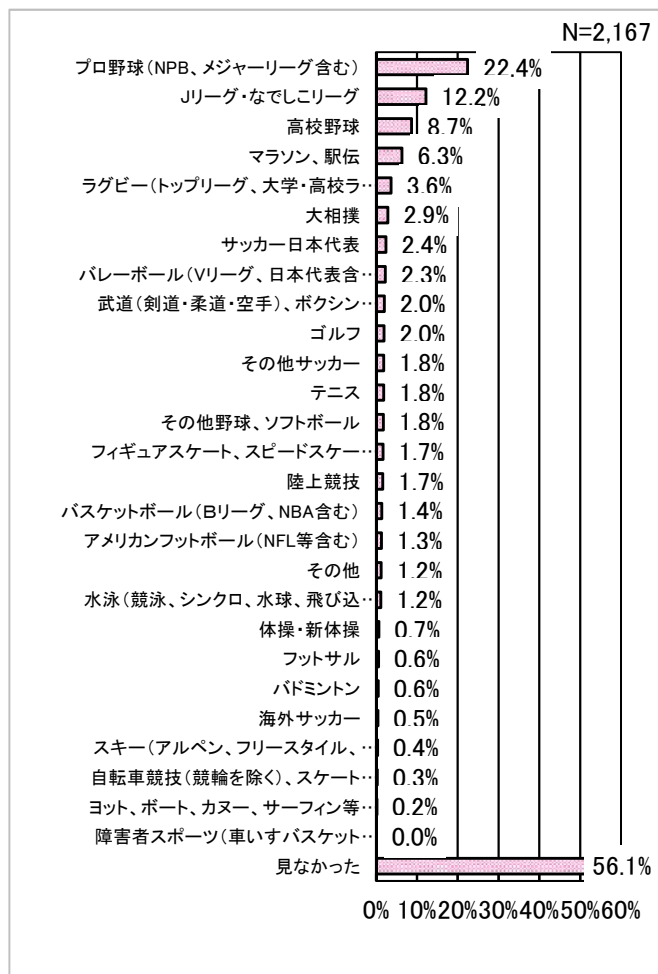 N=2,167
プロ野球(NPB、メジャーリーグ含む) 22.4%
Jリーグ・なでしこリーグ 12.2%
高校野球 8.7%
マラソン、駅伝 6.3%
ラグビー(トップリーグ、大学・高校ラ‥ 3.6%
大相撲 2.9%
サッカー日本代表 2.4%
バレーボール(Vリーグ、日本代表含‥ 2.3%
武道(剣道・柔道・空手)、ボクシン‥ 2.0%
ゴルフ 2.0%
その他サッカー 1.8%
テニス 1.8%
その他野球、ソフトボール 1.8%
フィギュアスケート、スピードスケー‥ 1.7%
陸上競技 1.7%
バスケットボール(Bリーグ、NBA含む) 1.4%
アメリカンフットボール(NFL等含む) 1.3%
その他 1.2%
水泳(競泳、シンクロ、水球、飛び込‥ 1.2%
体操・新体操 0.7%
フットサル 0.6%
バドミントン 0.6%
海外サッカー 0.5%
スキー(アルペン、フリースタイル、‥ 0.4%
自転車競技(競輪を除く)、スケート‥ 0.3%
ヨット、ボート、カヌー、サーフィン等‥ 0.2%
障害者スポーツ(車いすバスケット‥ 0.0%
見なかった 56.1%
0% 10% 20% 30% 40% 50% 60%